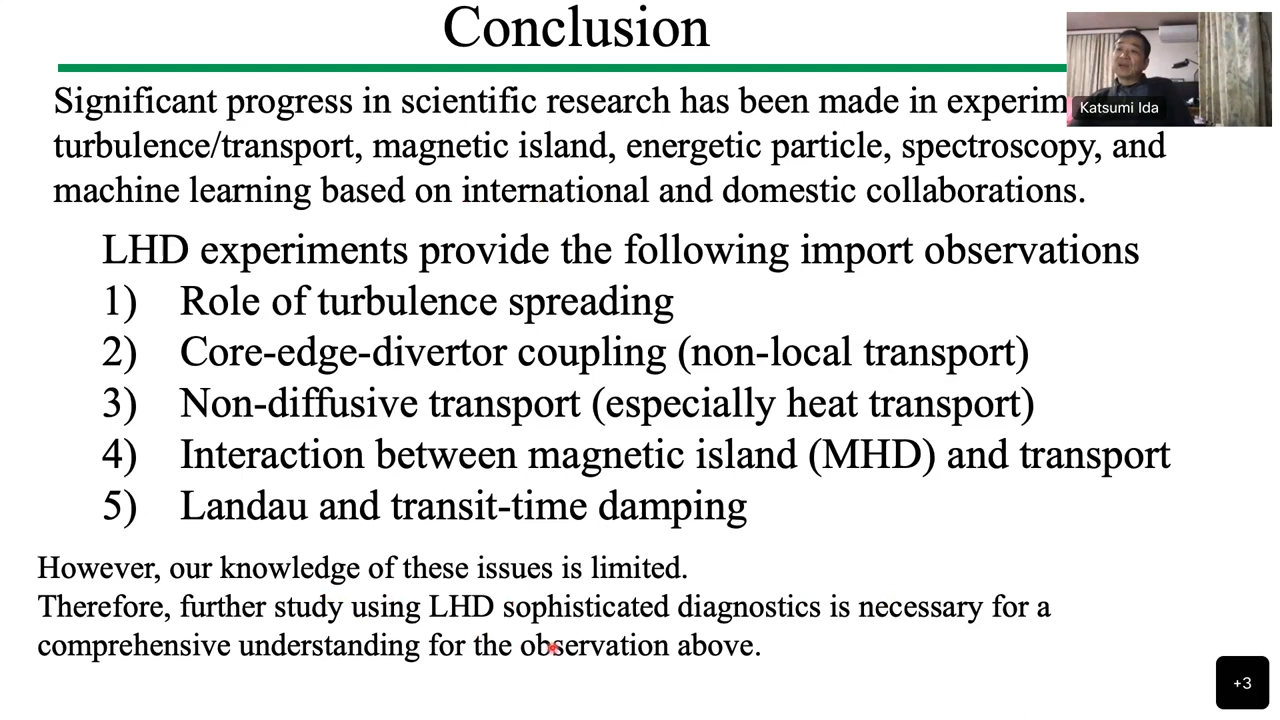 Conclusion
Significant progress in scientific research has been made in experim
turbulence/transport, magnetic island, energetic particle, spectroscopy, and
machine learning based on international and domestic collaborations.
LHD experiments provide the following import observations
1) Role of turbulence spreading
2) Core-edge-divertor coupling (non-local transport)
3) Non-diffusive transport (especially heat transport)
4) Interaction between magnetic island (MHD) and transport
5) Landau and transit-time damping
However, our knowledge of these issues is limited.
Therefore, further study using LHD sophisticated diagnostics is necessary for a
comprehensive understanding for the observation above.
Katsumi Ida
+3